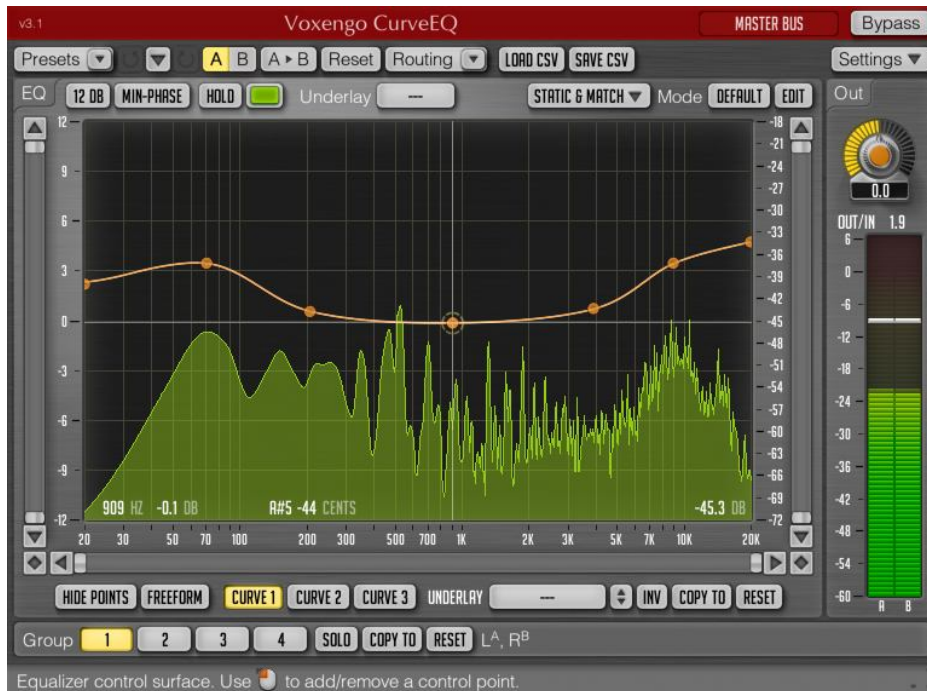 v3.1 Voxengo CurveEQ MASTER BUS Bypass
Presets A B A ▸ B Reset Routing LOAD CSV SAVE CSV Settings
EQ 12 DB MIN-PHASE HOLD Underlay --- STATIC & MATCH Mode DEFAULT EDIT Out
12 -18
-21
9 -24
-27 0.0
6 -30
-33 OUT/IN 1.9
-36 6
3 -39 0
-42 -6
0 -45
-48 -12
-3 -51 -18
-54
-6 -57 -24
-60 -30
-9 -63 -36
-66
909 HZ -0.1 DB A#5 -44 CENTS -45.3 DB -69 -42
-12 -72
20 30 50 70 100 200 300 500 700 1K 2K 3K 5K 7K 10K 20K -48
-54
HIDE POINTS FREEFORM CURVE 1 CURVE 2 CURVE 3 UNDERLAY --- INV COPY TO RESET -60
A B
Group 1 2 3 4 SOLO COPY TO RESET Lᴬ, Rᴮ
Equalizer control surface. Use to add/remove a control point.